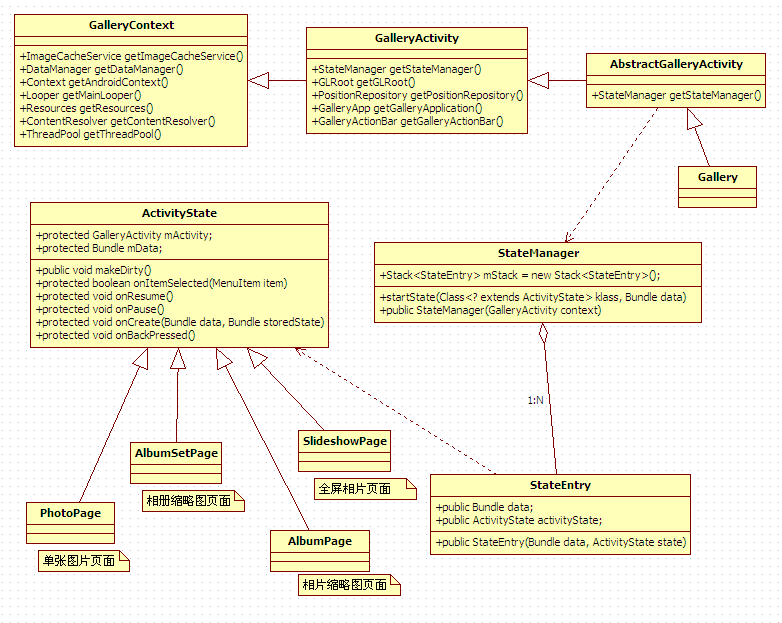 GalleryContext
+ImageCacheService getImageCacheService()
+DataManager getDataManager()
+Context getAndroidContext()
+Looper getMainLooper()
+Resources getResources()
+ContentResolver getContentResolver()
+ThreadPool getThreadPool()
GalleryActivity
+StateManager getStateManager()
+GLRoot getGLRoot()
+PositionRepository getPositionRepository()
+GalleryApp getGalleryApplication()
+GalleryActionBar getGalleryActionBar()
AbstractGalleryActivity
+StateManager getStateManager()
Gallery
ActivityState
+protected GalleryActivity mActivity;
+protected Bundle mData;
+public void makeDirty()
+protected boolean onItemSelected(MenuItem item)
+protected void onResume()
+protected void onPause()
+protected void onCreate(Bundle data, Bundle storedState)
+protected void onBackPressed()
StateManager
+Stack<StateEntry> mStack = new Stack<StateEntry>();
+startState(Class<? extends ActivityState> klass, Bundle data)
+public StateManager(GalleryActivity context)
1:N
SlideshowPage
全屏相片页面
AlbumSetPage
相册缩略图页面
StateEntry
+public Bundle data;
+public ActivityState activityState;
+public StateEntry(Bundle data, ActivityState state)
PhotoPage
单张图片页面
AlbumPage
相片缩略图页面